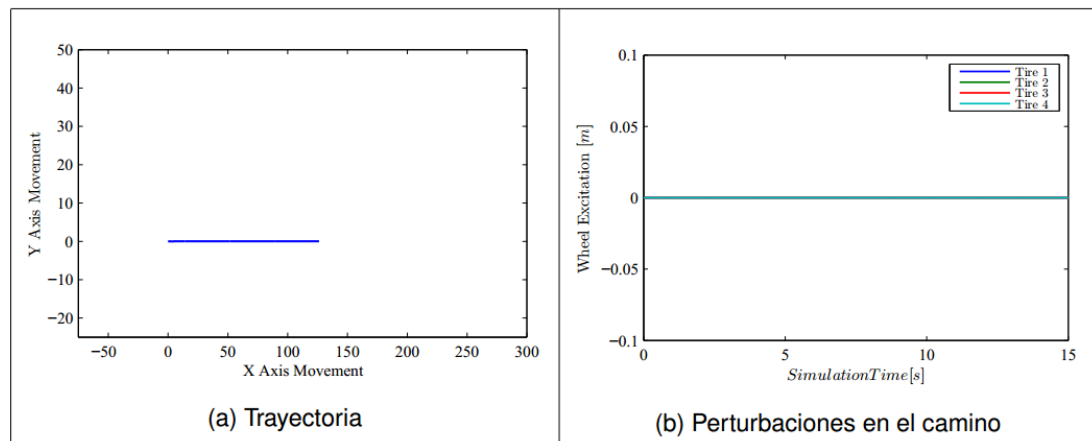 50
40
30
20
10
0
−10
−20
Y Axis Movement
−50 0 50 100 150 200 250 300
X Axis Movement
(a) Trayectoria
0.1
0.05
0
−0.05
−0.1
Wheel Excitation [m]
Tire 1
Tire 2
Tire 3
Tire 4
0 5 10 15
SimulationTime[s]
(b) Perturbaciones en el camino